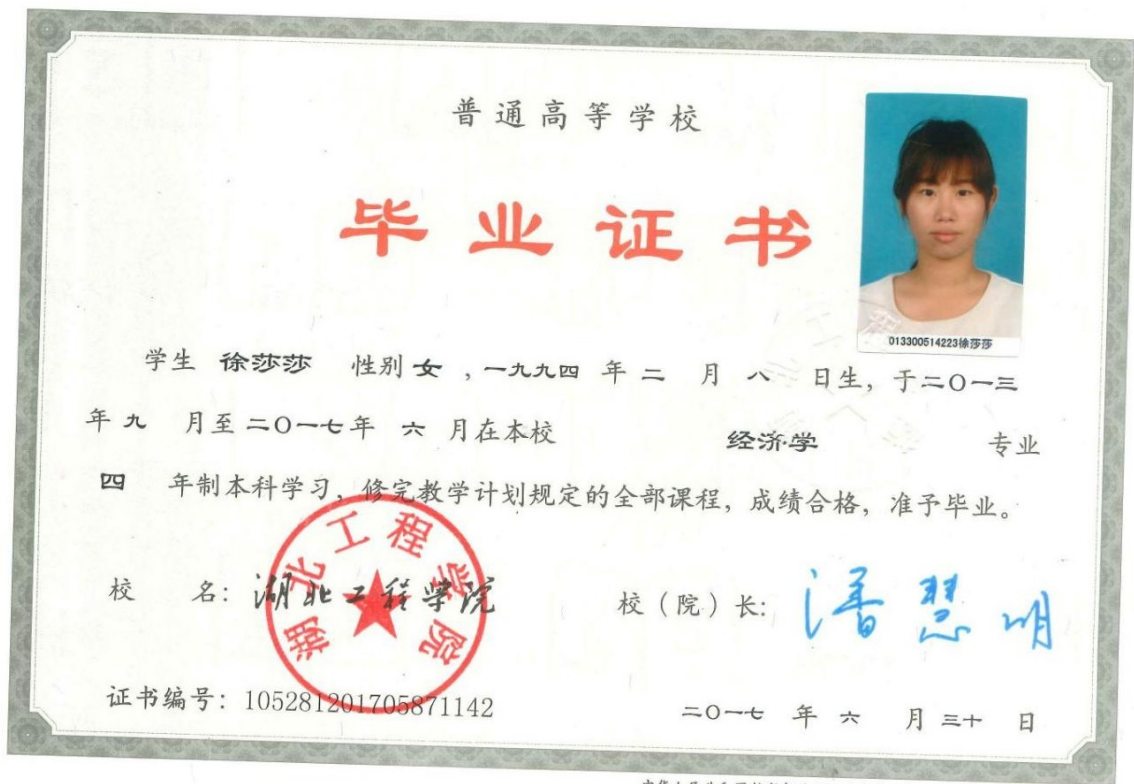 普通高等学校
毕业证书
013300514223徐莎莎
学生 徐莎莎 性别 女 ，一九九四 年 二 月 八 日生，于二〇一三
年 九 月至 二〇一七年 六 月在本校 经济学 专业
四 年制本科学习，修完教学计划规定的全部课程，成绩合格，准予毕业。
校 名：湖北工程学院
湖北工程学院
校（院）长：潘慧明
证书编号：105281201705871142
二〇一七 年 六 月 三十 日